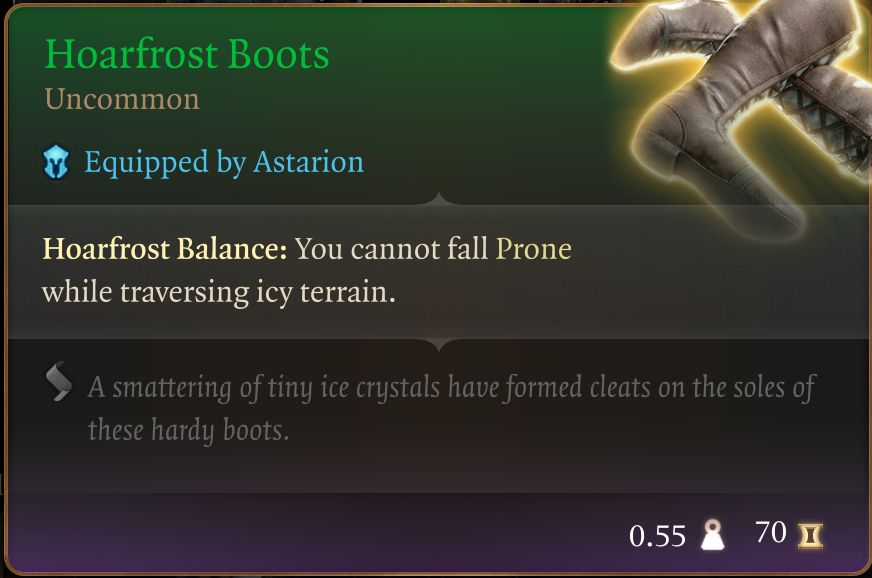 Hoarfrost Boots
Uncommon
Equipped by Astarion
Hoarfrost Balance: You cannot fall Prone
while traversing icy terrain.
A smattering of tiny ice crystals have formed cleats on the soles of
these hardy boots.
0.55 70